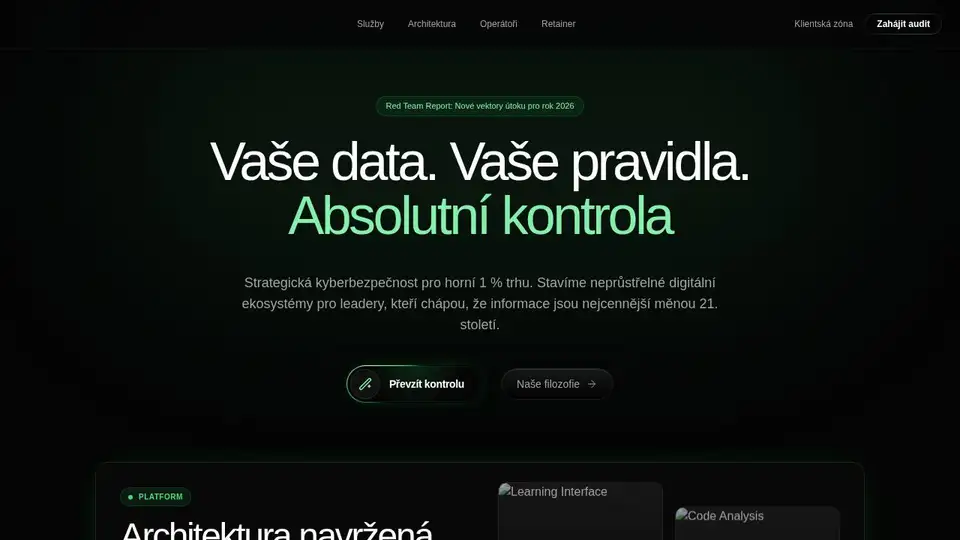 Služby
Architektura
Operátoři
Retainer
Klientská zóna
Zahájit audit
Red Team Report: Nové vektory útoku pro rok 2026
Vaše data. Vaše pravidla.
Absolutní kontrola
Strategická kyberbezpečnost pro horní 1 % trhu. Stavíme neprůstřelné digitální
ekosystémy pro leadery, kteří chápou, že informace jsou nejcennější měnou 21.
století.
Převzít kontrolu
Naše filozofie
PLATFORM
Architektura navržená
Learning Interface
Code Analysis